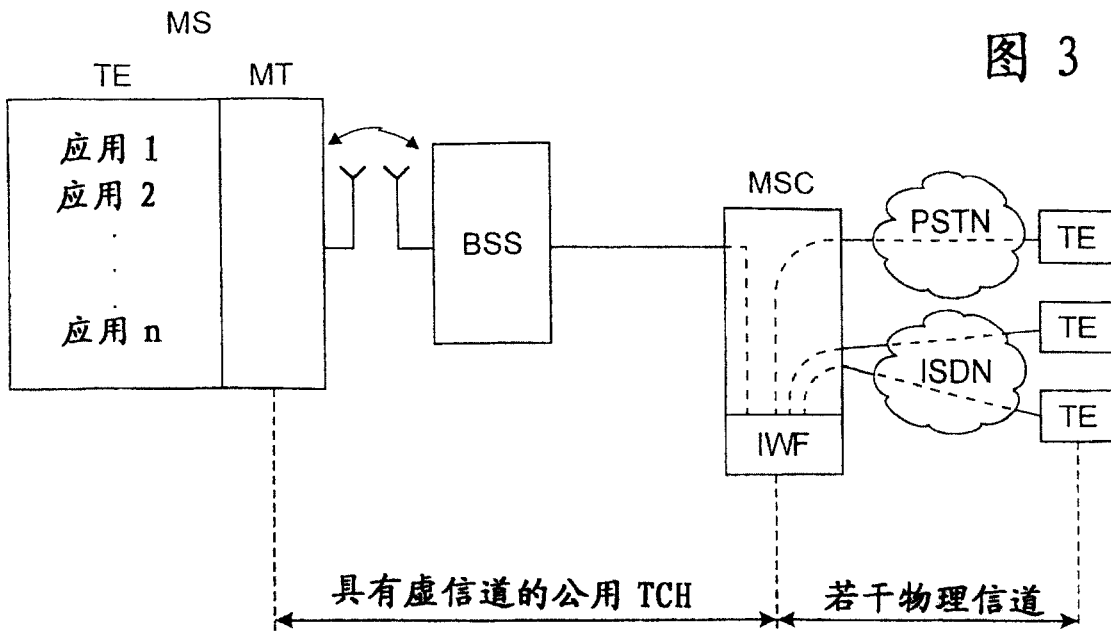 MS
图 3
TE
MT
应用 1
应用 2
.
.
.
应用 n
BSS
MSC
IWF
PSTN
ISDN
TE
TE
TE
具有虚信道的公用 TCH
若干物理信道